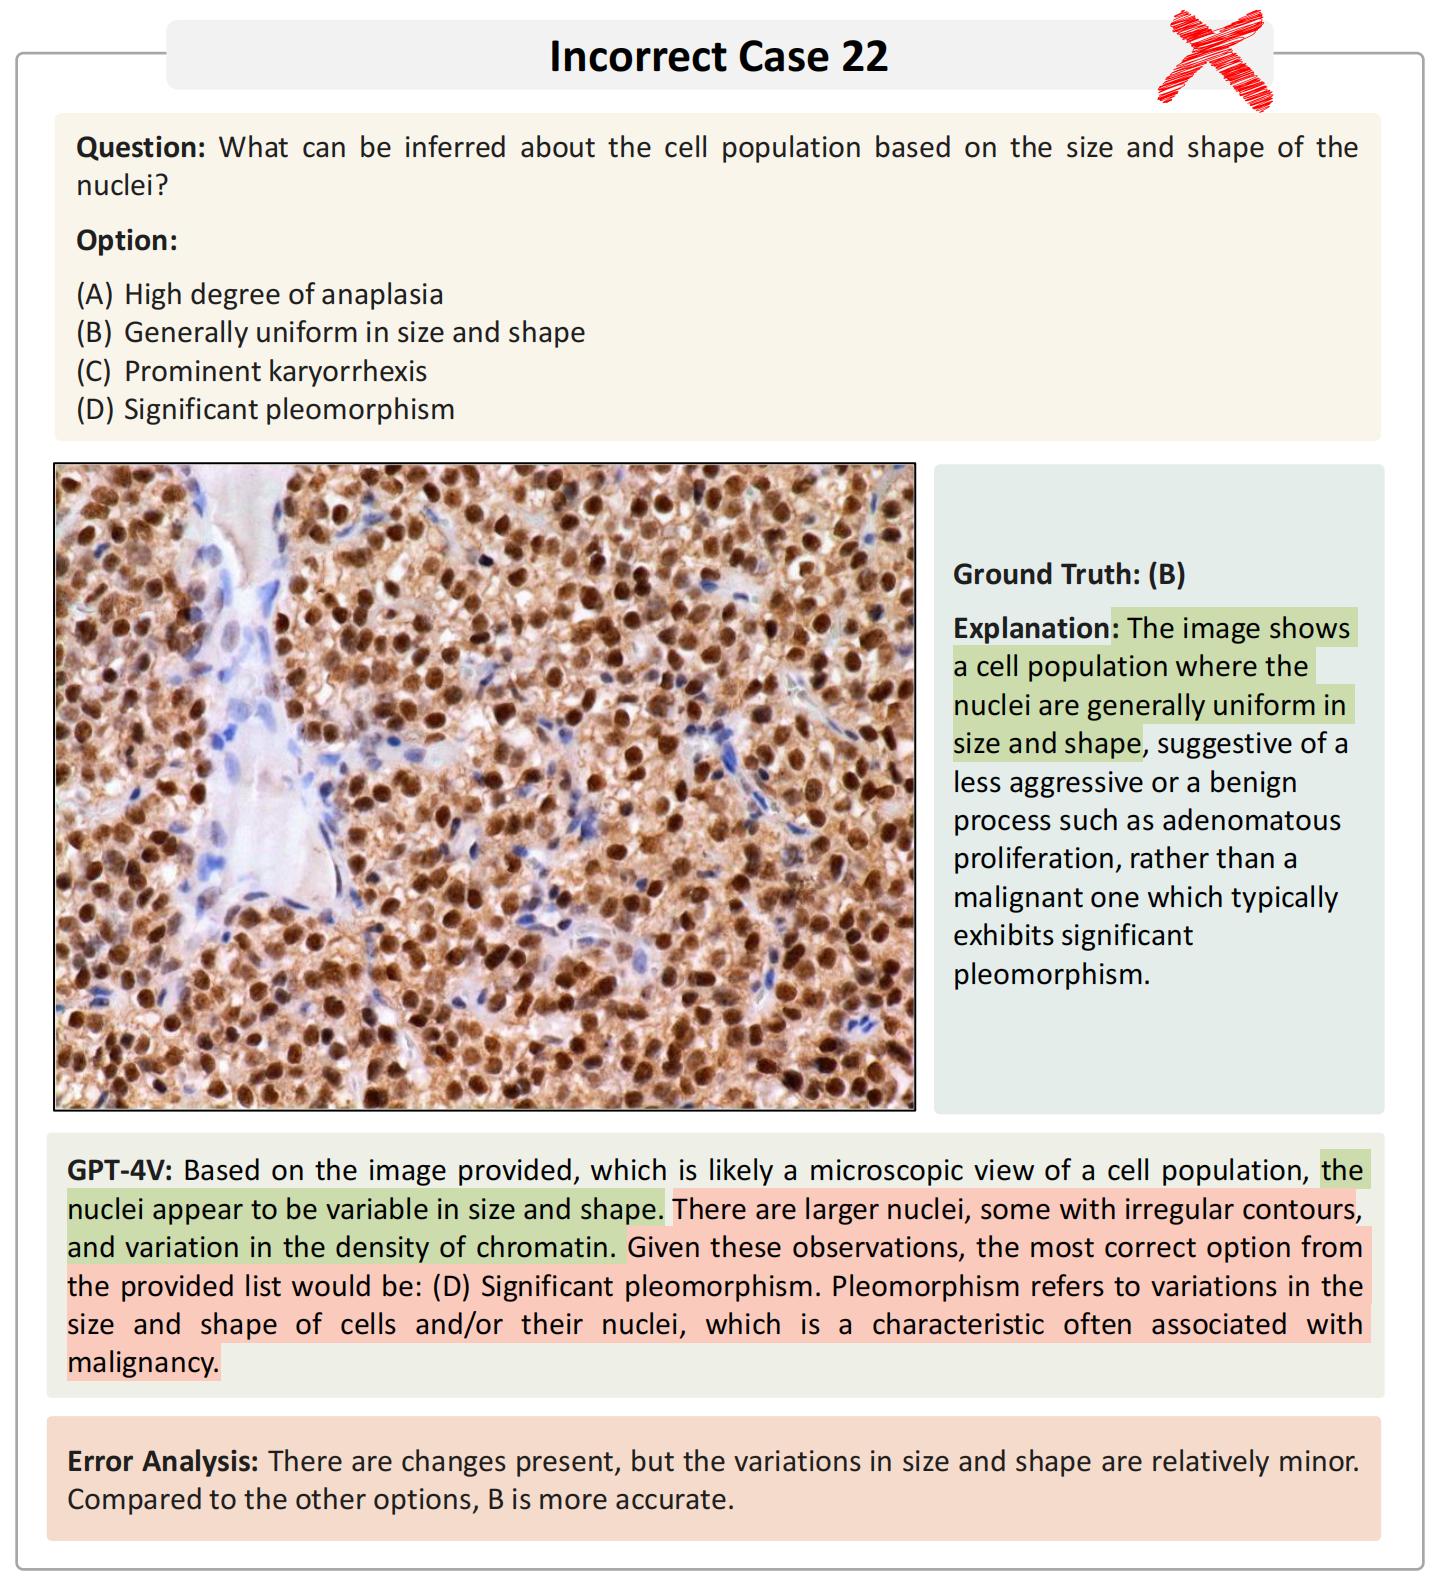 Incorrect Case 22
Question: What can be inferred about the cell population based on the size and shape of the
nuclei?
Option:
(A) High degree of anaplasia
(B) Generally uniform in size and shape
(C) Prominent karyorrhexis
(D) Significant pleomorphism
Ground Truth: (B)
Explanation: The image shows
a cell population where the
nuclei are generally uniform in
size and shape, suggestive of a
less aggressive or a benign
process such as adenomatous
proliferation, rather than a
malignant one which typically
exhibits significant
pleomorphism.
GPT-4V: Based on the image provided, which is likely a microscopic view of a cell population, the
nuclei appear to be variable in size and shape. There are larger nuclei, some with irregular contours,
and variation in the density of chromatin. Given these observations, the most correct option from
the provided list would be: (D) Significant pleomorphism. Pleomorphism refers to variations in the
size and shape of cells and/or their nuclei, which is a characteristic often associated with
malignancy.
Error Analysis: There are changes present, but the variations in size and shape are relatively minor.
Compared to the other options, B is more accurate.